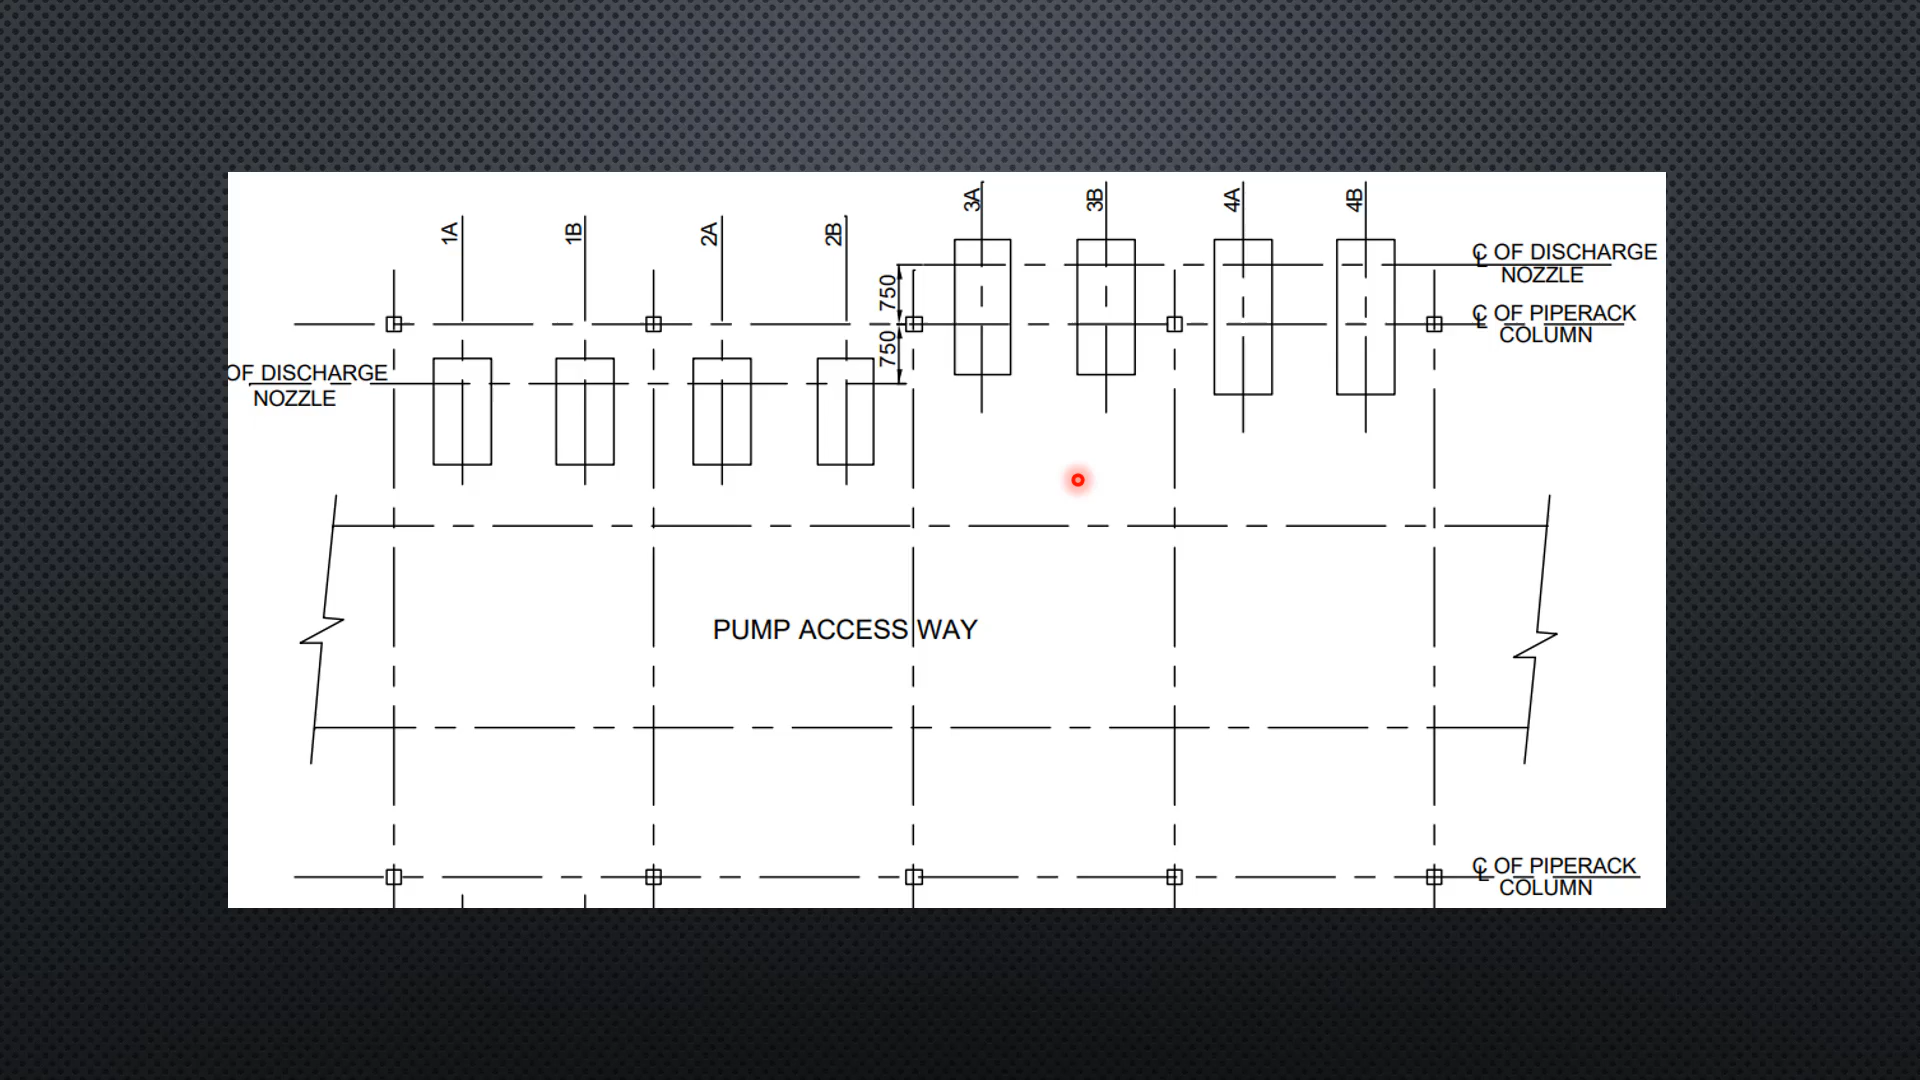 1A
1B
2A
2B
3A
3B
4A
4B
750
750
℄ OF DISCHARGE
NOZZLE
℄ OF PIPERACK
COLUMN
OF DISCHARGE
NOZZLE
PUMP ACCESS WAY
℄ OF PIPERACK
COLUMN